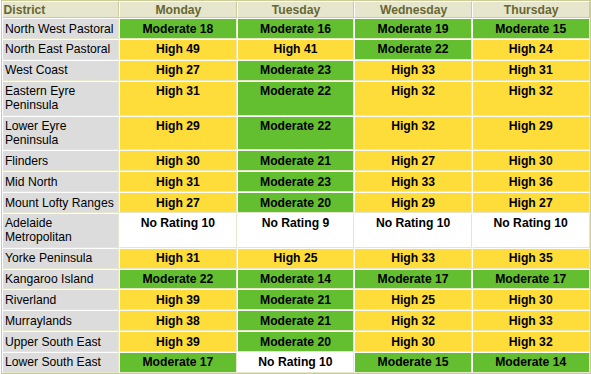 District Monday Tuesday Wednesday Thursday
North West Pastoral Moderate 18 Moderate 16 Moderate 19 Moderate 15
North East Pastoral High 49 High 41 Moderate 22 High 24
West Coast High 27 Moderate 23 High 33 High 31
Eastern Eyre High 31 Moderate 22 High 32 High 32
Peninsula
Lower Eyre High 29 Moderate 22 High 32 High 29
Peninsula
Flinders High 30 Moderate 21 High 27 High 30
Mid North High 31 Moderate 23 High 33 High 36
Mount Lofty Ranges High 27 Moderate 20 High 29 High 27
Adelaide No Rating 10 No Rating 9 No Rating 10 No Rating 10
Metropolitan
Yorke Peninsula High 31 High 25 High 33 High 35
Kangaroo Island Moderate 22 Moderate 14 Moderate 17 Moderate 17
Riverland High 39 Moderate 21 High 25 High 30
Murraylands High 38 Moderate 21 High 32 High 33
Upper South East High 39 Moderate 20 High 30 High 32
Lower South East Moderate 17 No Rating 10 Moderate 15 Moderate 14